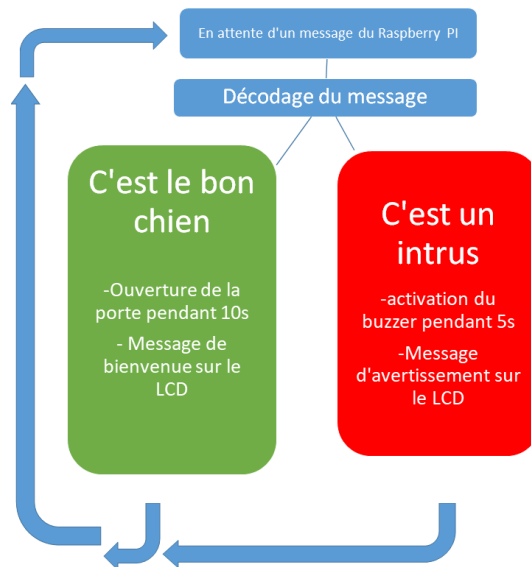 En attente d'un message du Raspberry PI
Décodage du message
C'est le bon
chien
-Ouverture de la
porte pendant 10s
- Message de
bienvenue sur le
LCD
C'est un
intrus
-activation du
buzzer pendant 5s
-Message
d'avertissement sur
le LCD